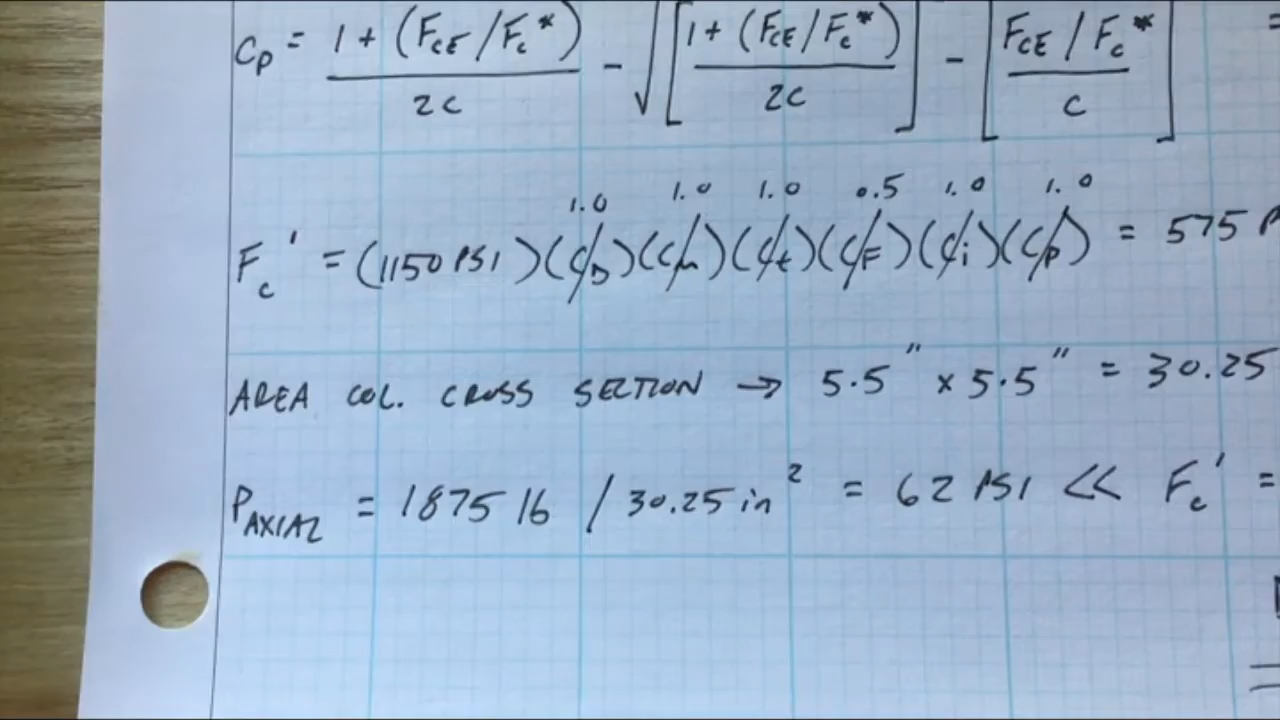 Cp = 1 + (FcE / Fc*) / 2c - √[1 + (FcE / Fc*) / 2c] - [FcE / Fc* / c] =
1.0 1.0 1.0 0.5 1.0 1.0
Fc' = (1150 PSI)(CD)(CM)(Ct)(CF)(Ci)(Cp) = 575 P
AREA COL. CROSS SECTION → 5.5" x 5.5" = 30.25
PAXIAL = 1875 lb / 30.25 in² = 62 PSI << Fc' =